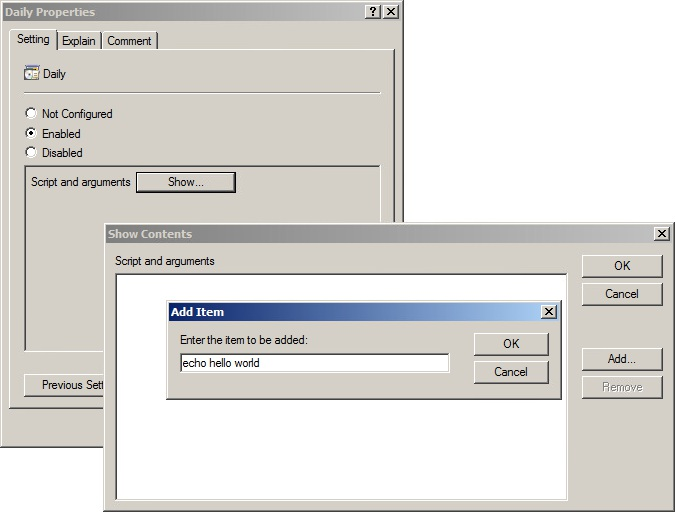 Daily Properties
Setting Explain Comment
Daily
Not Configured
Enabled
Disabled
Script and arguments Show...
Previous Sett
Show Contents
Script and arguments
OK
Cancel
Add...
Remove
Add Item
Enter the item to be added:
echo hello world
OK
Cancel